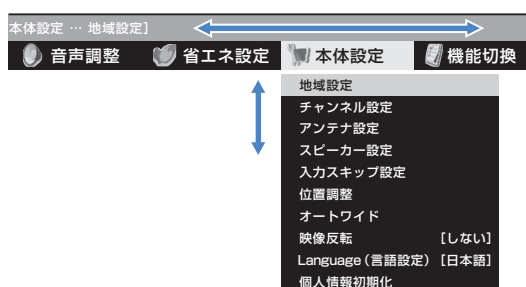 本体設定 … 地域設定]
音声調整 省エネ設定 本体設定 機能切換
地域設定
チャンネル設定
アンテナ設定
スピーカー設定
入力スキップ設定
位置調整
オートワイド
映像反転 [しない]
Language(言語設定) [日本語]
個人情報初期化